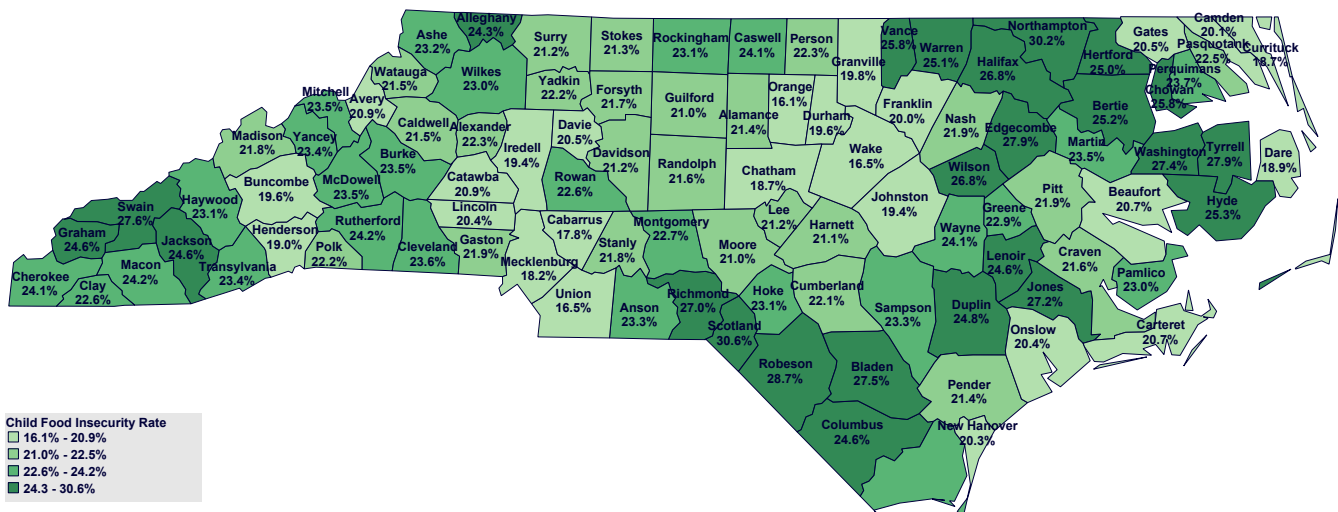 Alleghany
24.3%
Ashe
23.2%
Surry
21.2%
Stokes
21.3%
Rockingham
23.1%
Caswell
24.1%
Person
22.3%
Granville
19.8%
Vance
25.8%
Warren
25.1%
Northampton
30.2%
Halifax
26.8%
Hertford
25.0%
Gates
20.5%
Camden
20.1%
Pasquotank
22.5%
Currituck
18.7%
Perquimans
23.7%
Chowan
25.8%
Bertie
25.2%
Watauga
21.5%
Wilkes
23.0%
Yadkin
22.2%
Forsyth
21.7%
Guilford
21.0%
Alamance
21.4%
Orange
16.1%
Durham
19.6%
Franklin
20.0%
Nash
21.9%
Edgecombe
27.9%
Martin
23.5%
Washington
27.4%
Tyrrell
27.9%
Dare
18.9%
Mitchell
23.5%
Avery
20.9%
Caldwell
21.5%
Alexander
22.3%
Iredell
19.4%
Davie
20.5%
Davidson
21.2%
Randolph
21.6%
Chatham
18.7%
Wake
16.5%
Wilson
26.8%
Pitt
21.9%
Beaufort
20.7%
Hyde
25.3%
Madison
21.8%
Yancey
23.4%
Burke
23.5%
McDowell
23.5%
Catawba
20.9%
Rowan
22.6%
Johnston
19.4%
Greene
22.9%
Buncombe
19.6%
Haywood
23.1%
Swain
27.6%
Graham
24.6%
Jackson
24.6%
Henderson
19.0%
Polk
22.2%
Rutherford
24.2%
Cleveland
23.6%
Lincoln
20.4%
Gaston
21.9%
Mecklenburg
18.2%
Cabarrus
17.8%
Stanly
21.8%
Montgomery
22.7%
Moore
21.0%
Lee
21.2%
Harnett
21.1%
Wayne
24.1%
Lenoir
24.6%
Craven
21.6%
Pamlico
23.0%
Cherokee
24.1%
Clay
22.6%
Macon
24.2%
Transylvania
23.4%
Union
16.5%
Anson
23.3%
Richmond
27.0%
Scotland
30.6%
Hoke
23.1%
Cumberland
22.1%
Sampson
23.3%
Duplin
24.8%
Jones
27.2%
Onslow
20.4%
Carteret
20.7%
Robeson
28.7%
Bladen
27.5%
Pender
21.4%
Columbus
24.6%
New Hanover
20.3%
Child Food Insecurity Rate
16.1% - 20.9%
21.0% - 22.5%
22.6% - 24.2%
24.3 - 30.6%